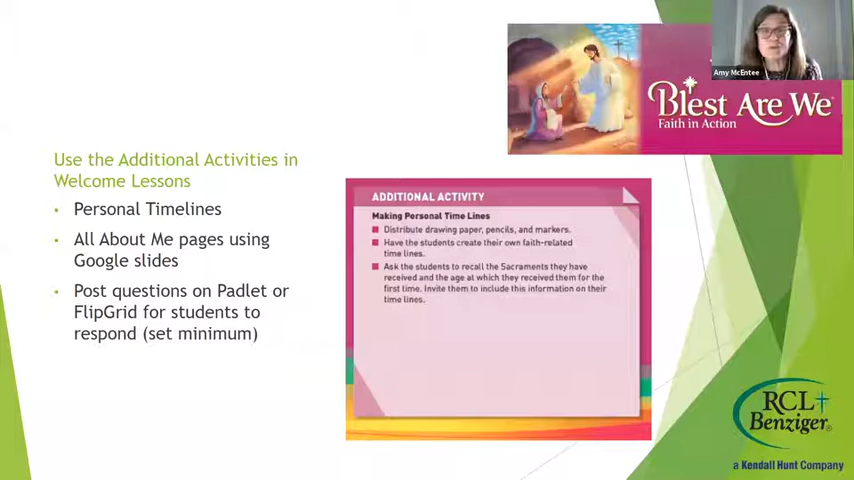 Amy McEntee
Blest Are We
Faith in Action
Use the Additional Activities in
Welcome Lessons
• Personal Timelines
• All About Me pages using
Google slides
• Post questions on Padlet or
FlipGrid for students to
respond (set minimum)
ADDITIONAL ACTIVITY
Making Personal Time Lines
Distribute drawing paper, pencils, and markers.
Have the students create their own faith-related
time lines.
Ask the students to recall the Sacraments they have
received and the age at which they received them for the
first time. Invite them to include this information on their
time lines.
RCL
Benziger®
a Kendall Hunt Company